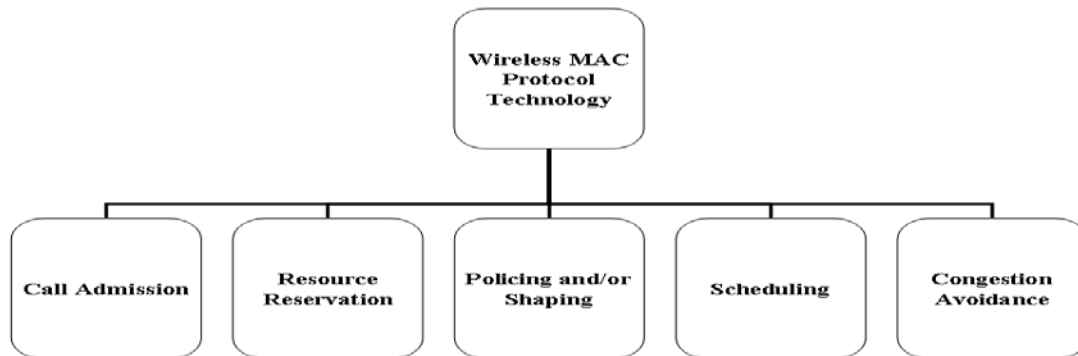 Wireless MAC
Protocol
Technology
Call Admission
Resource
Reservation
Policing and/or
Shaping
Scheduling
Congestion
Avoidance